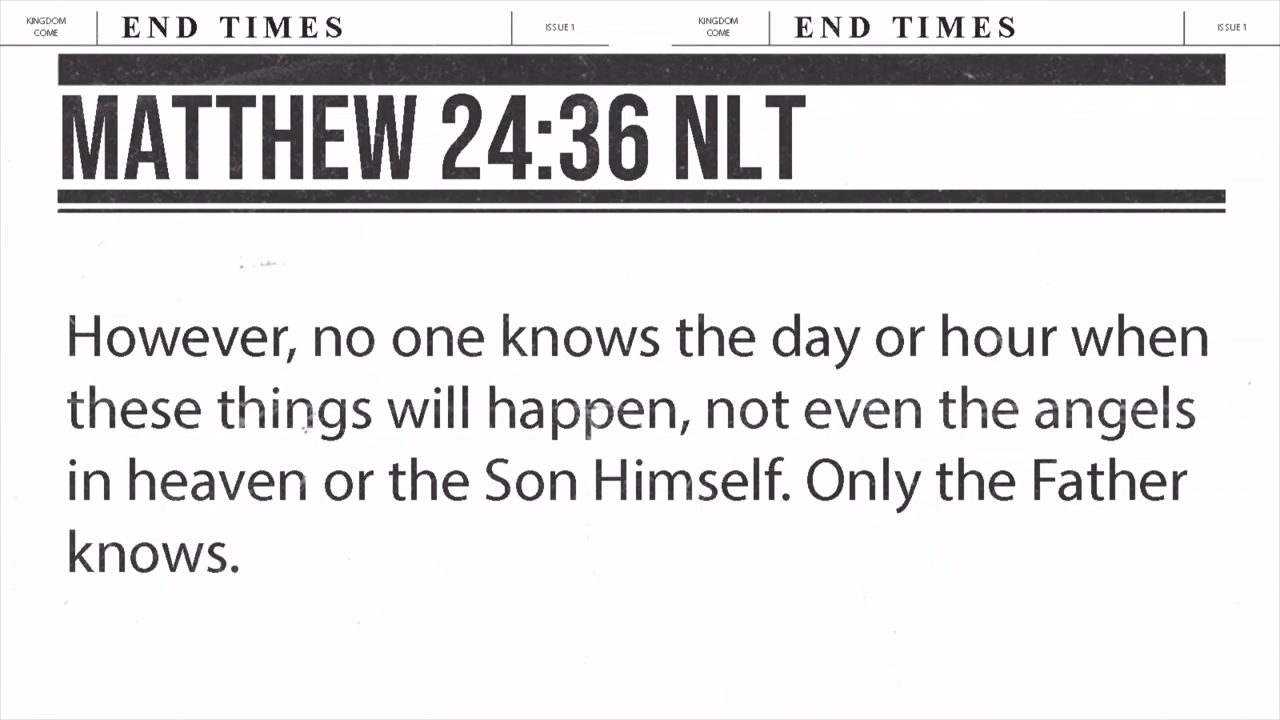 KINGDOM
COME
END TIMES
ISSUE 1
KINGDOM
COME
END TIMES
ISSUE 1
MATTHEW 24:36 NLT
However, no one knows the day or hour when
these things will happen, not even the angels
in heaven or the Son Himself. Only the Father
knows.